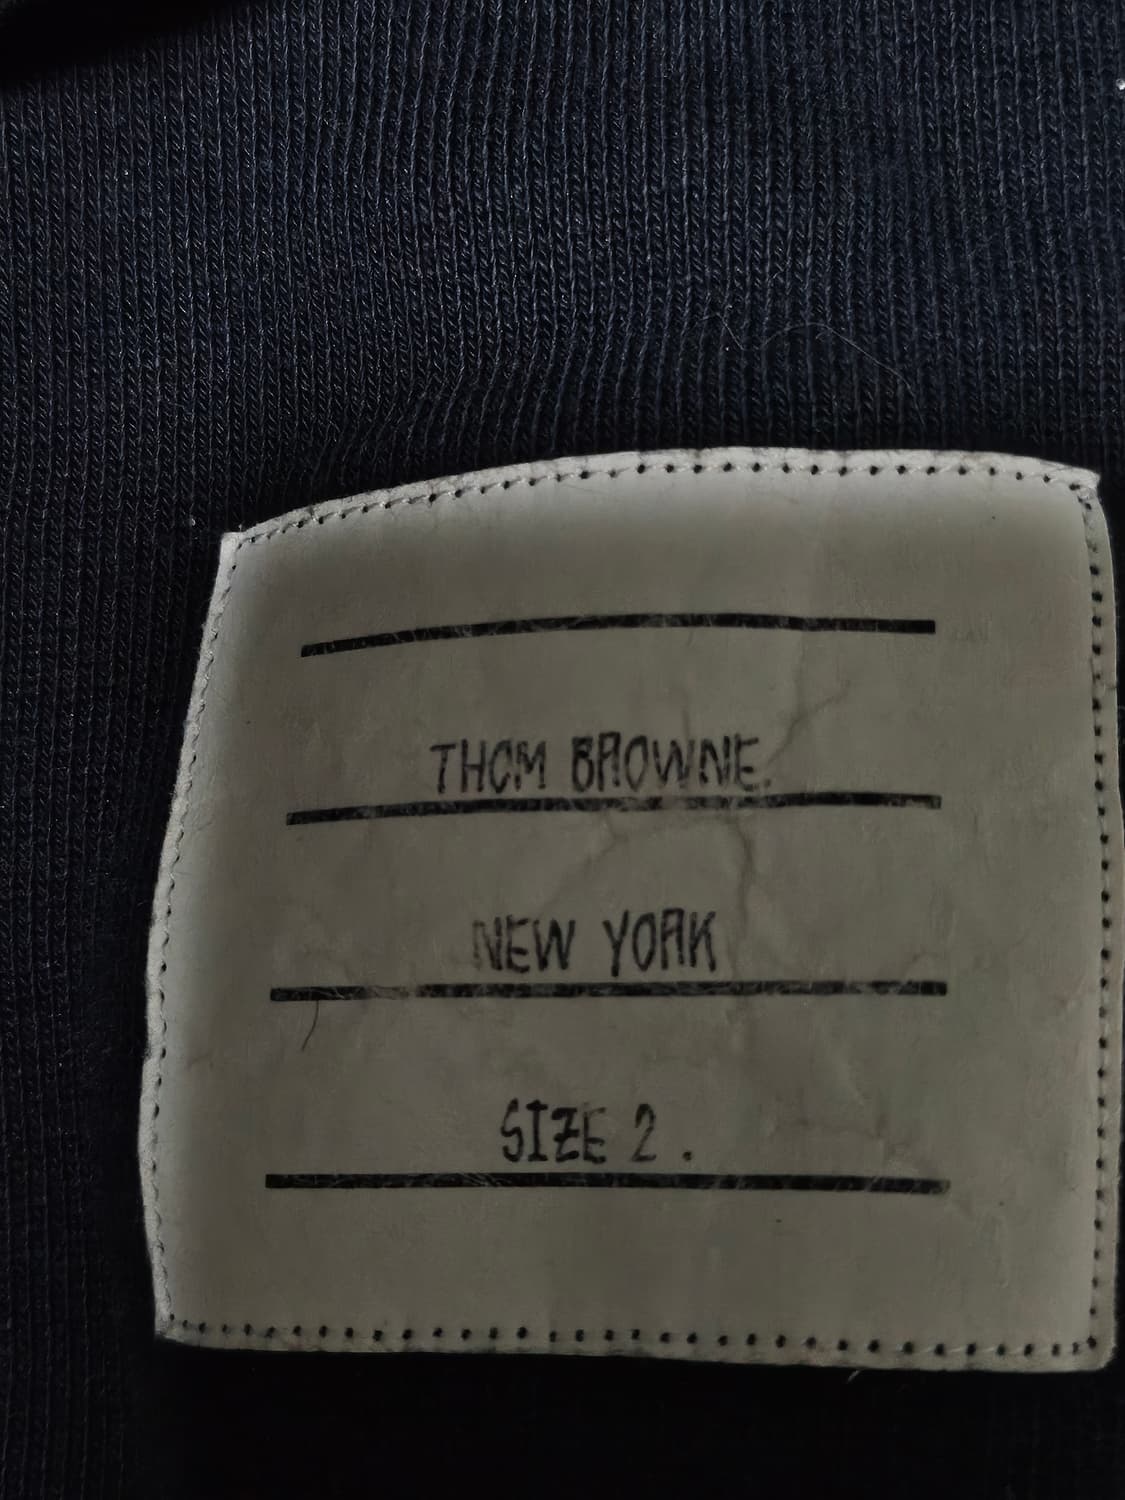 THOM BROWNE.
NEW YORK
SIZE 2.